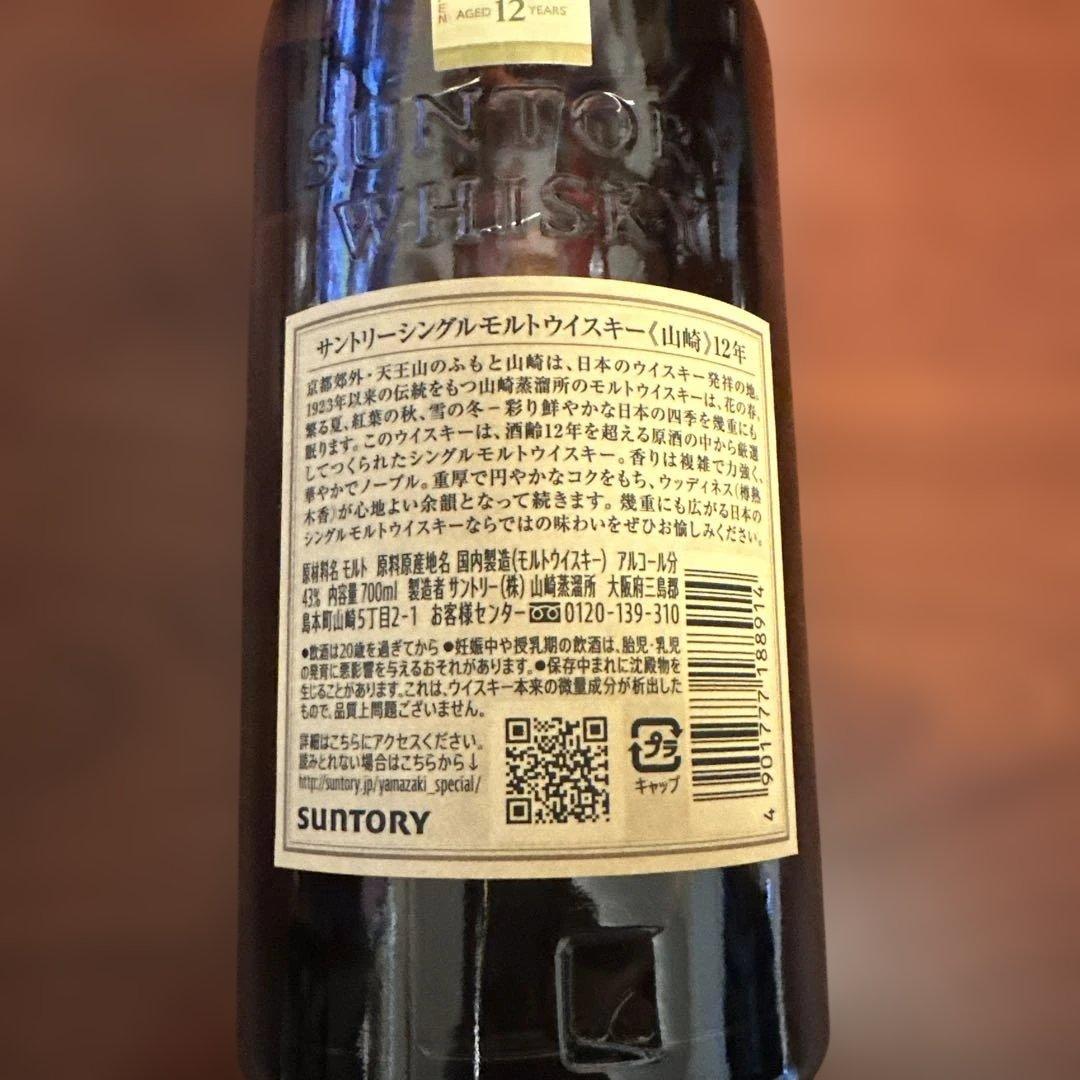 AGED 12 YEARS
SUNTORY
WHISKY
サントリーシングルモルトウイスキー《山崎》12年
京都郊外・天王山のふもと山崎は、日本のウイスキー発祥の地。
1923年以来の伝統をもつ山崎蒸溜所のモルトウイスキーは、花の春、
繁る夏、紅葉の秋、雪の冬－彩り鮮やかな日本の四季を幾重にも
眠ります。このウイスキーは、酒齢12年を超える原酒の中から厳選
してつくられたシングルモルトウイスキー。香りは複雑で力強く、
華やかでノーブル。重厚で円やかなコクをもち、ウッディネス（樽熟
木香）が心地よい余韻となって続きます。幾重にも広がる日本の
シングルモルトウイスキーならではの味わいをぜひお愉しみください。
原材料名 モルト 原料原産地名 国内製造(モルトウイスキー) アルコール分
43% 内容量 700ml 製造者 サントリー(株) 山崎蒸溜所 大阪府三島郡
島本町山崎5丁目2-1 お客様センター 0120-139-310
●飲酒は20歳を過ぎてから ●妊娠中や授乳期の飲酒は、胎児・乳児
の発育に悪影響を与えるおそれがあります。●保存中まれに沈殿物を
生じることがあります。これは、ウイスキー本来の微量成分が析出した
もので、品質上問題ございません。
詳細はこちらにアクセスください。
読みとれない場合はこちらから↓
http://suntory.jp/yamazaki_special/
SUNTORY
プラ
キャップ
4 901777 188914